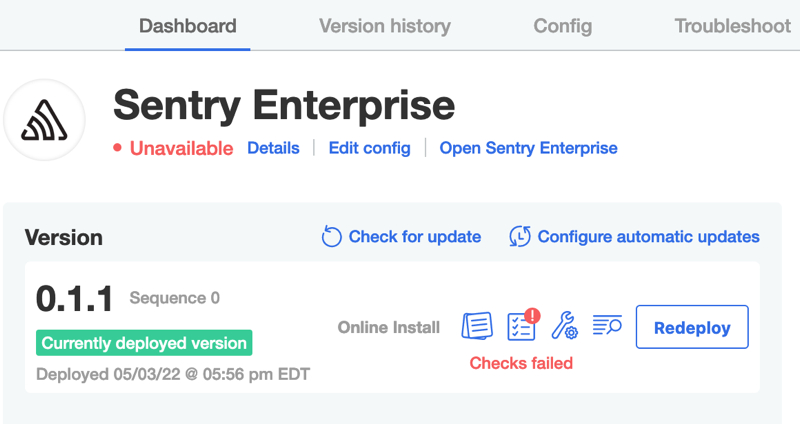 Dashboard Version history Config Troubleshoot
Sentry Enterprise
Unavailable Details Edit config Open Sentry Enterprise
Version Check for update Configure automatic updates
0.1.1 Sequence 0
Currently deployed version
Deployed 05/03/22 @ 05:56 pm EDT
Online Install
!
Checks failed
Redeploy